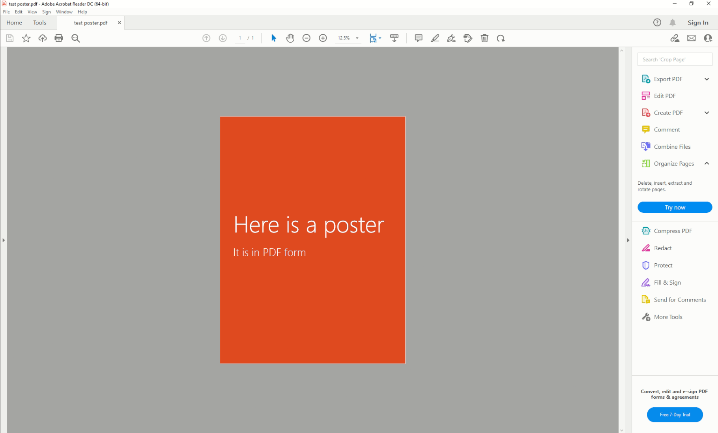 test poster.pdf - Adobe Acrobat Reader DC (64-bit)
File Edit View Sign Window Help
Home Tools test poster.pdf × Sign In
1 / 1 12.5%
Search 'Crop Page'
Export PDF
Edit PDF
Create PDF
Comment
Combine Files
Organize Pages
Delete, insert, extract and
rotate pages.
Try now
Compress PDF
Redact
Protect
Fill & Sign
Send for Comments
More Tools
Convert, edit and e-sign PDF
forms & agreements
Free 7-Day Trial
Here is a poster
It is in PDF form